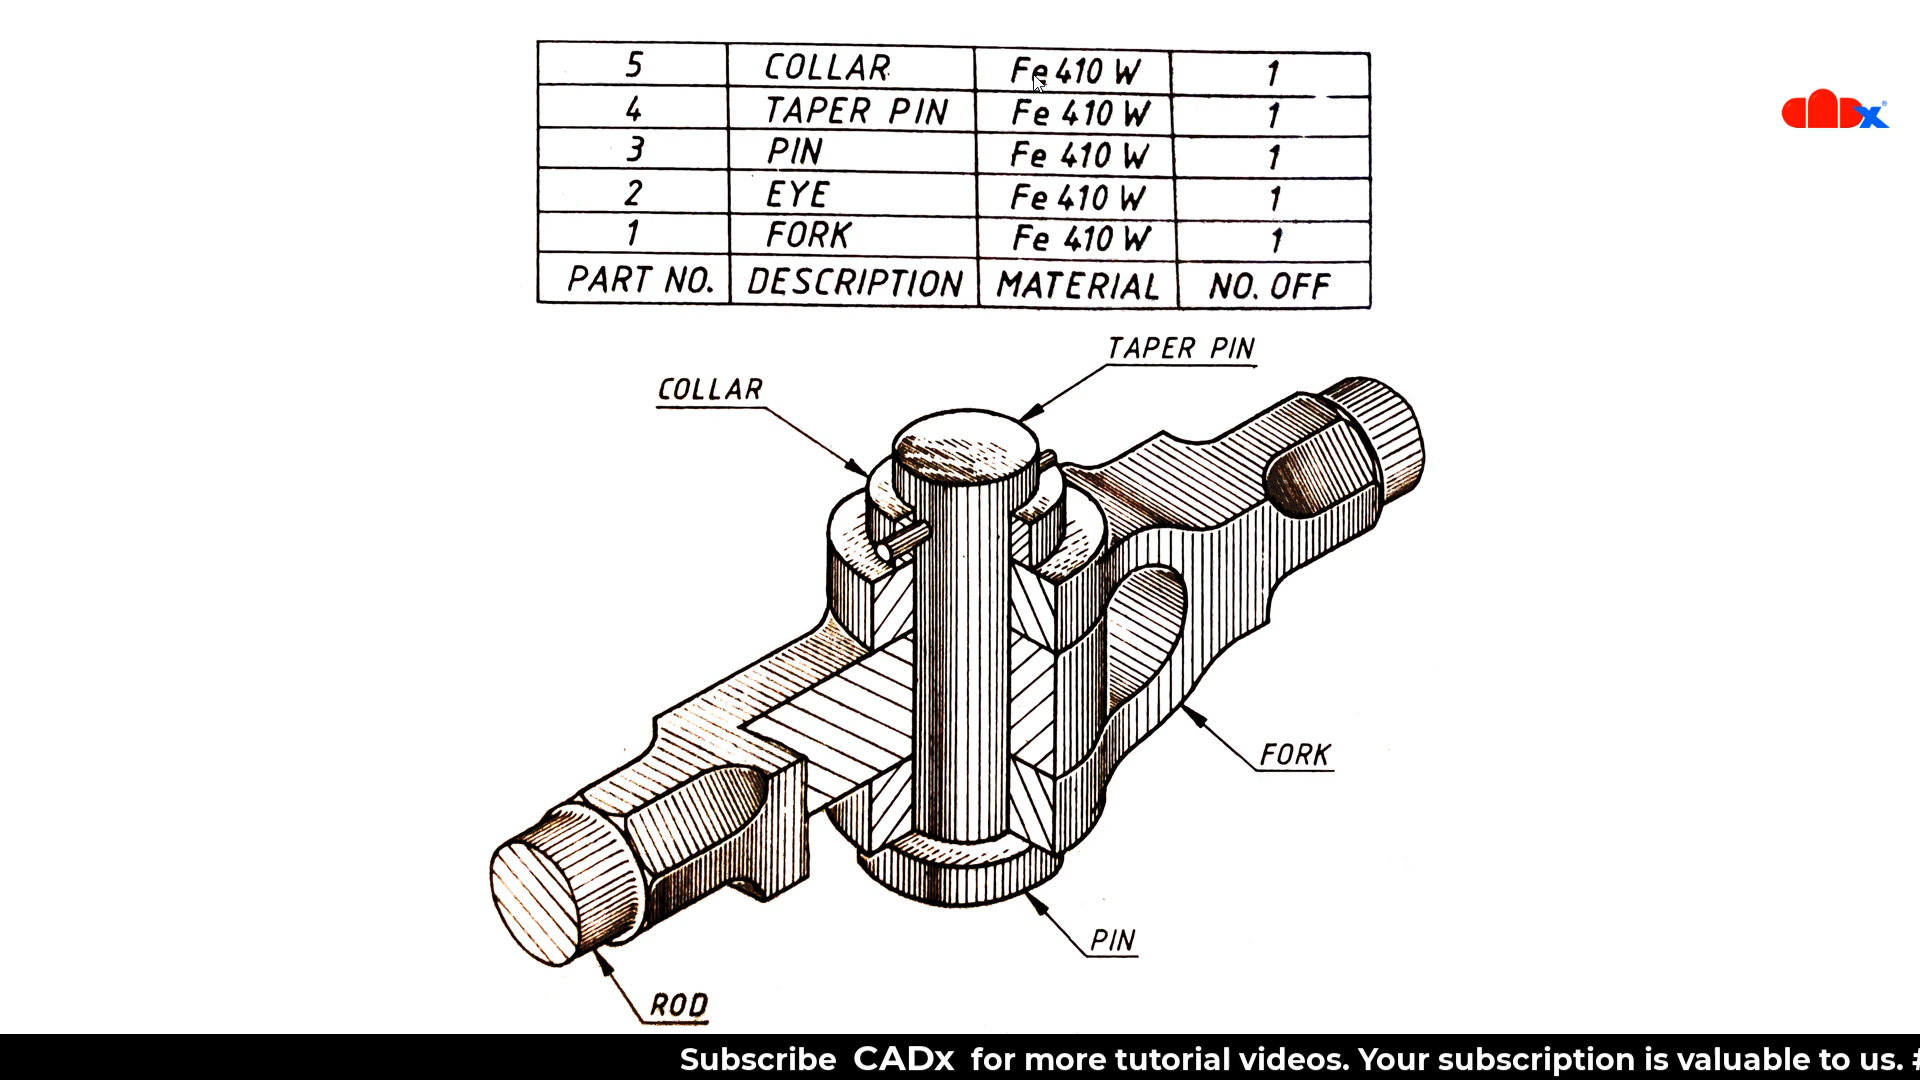 5 COLLAR Fe 410 W 1
4 TAPER PIN Fe 410 W 1
3 PIN Fe 410 W 1
2 EYE Fe 410 W 1
1 FORK Fe 410 W 1
PART NO. DESCRIPTION MATERIAL NO. OFF
CADx
TAPER PIN
COLLAR
FORK
PIN
ROD
Subscribe CADx for more tutorial videos. Your subscription is valuable to us. #